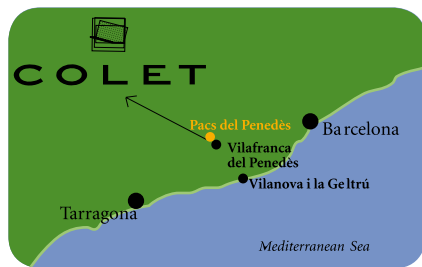 COLET
Pacs del Penedès
Barcelona
Vilafranca
del Penedès
Vilanova i la Geltrú
Tarragona
Mediterranean Sea